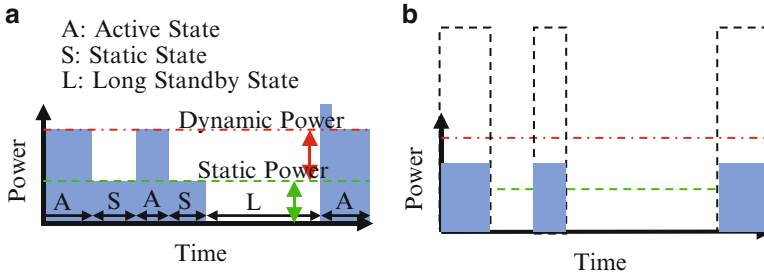 a
A: Active State
S: Static State
L: Long Standby State
Dynamic Power
Static Power
Power
A S A S L A
Time
b
Power
Time